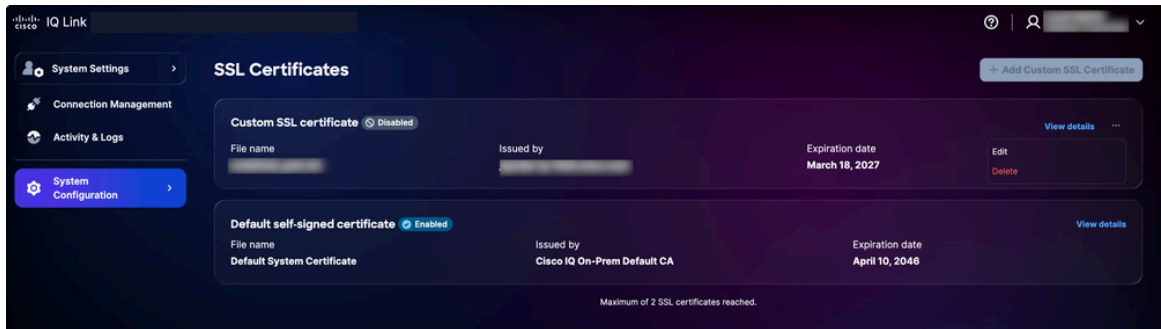 cisco IQ Link
System Settings
SSL Certificates
+ Add Custom SSL Certificate
Connection Management
Activity & Logs
System
Configuration
Custom SSL certificate Disabled
View details ...
File name
Issued by
Expiration date
March 18, 2027
Edit
Delete
Default self-signed certificate Enabled
View details
File name
Issued by
Expiration date
Default System Certificate
Cisco IQ On-Prem Default CA
April 10, 2046
Maximum of 2 SSL certificates reached.